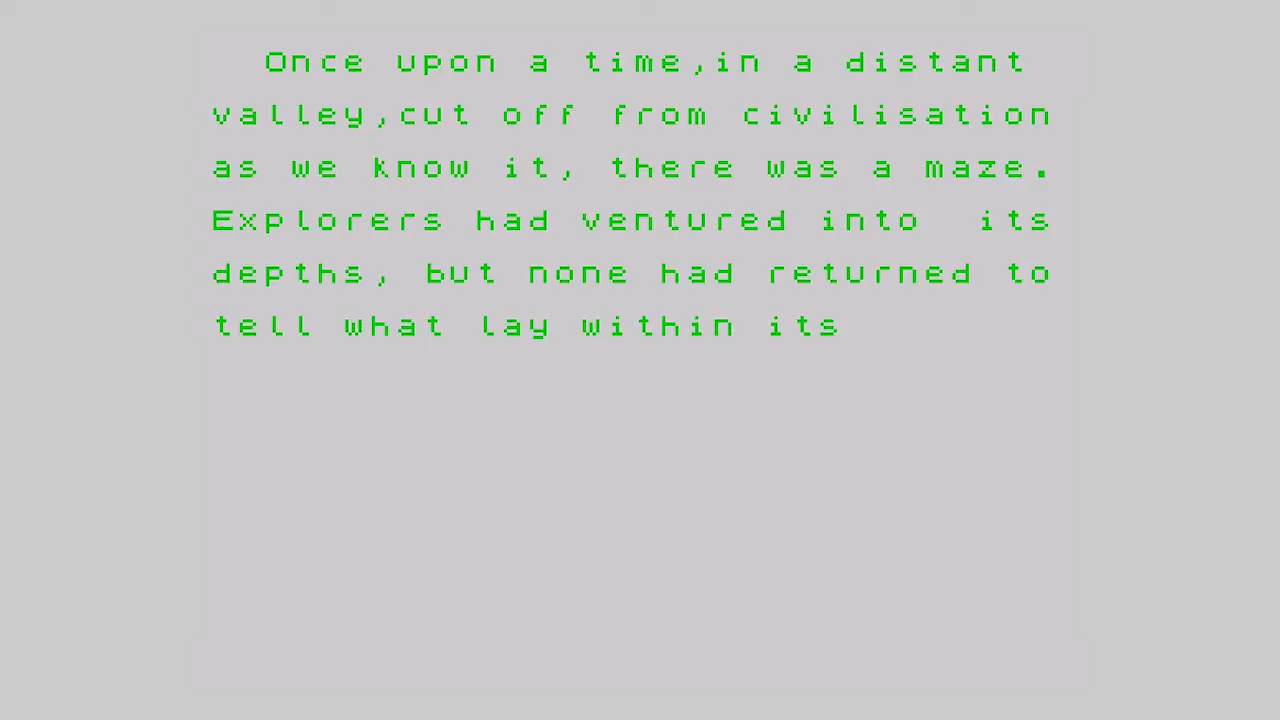 Once upon a time,in a distant
valley,cut off from civilisation
as we know it, there was a maze.
Explorers had ventured into  its
depths, but none had returned to
tell what lay within its